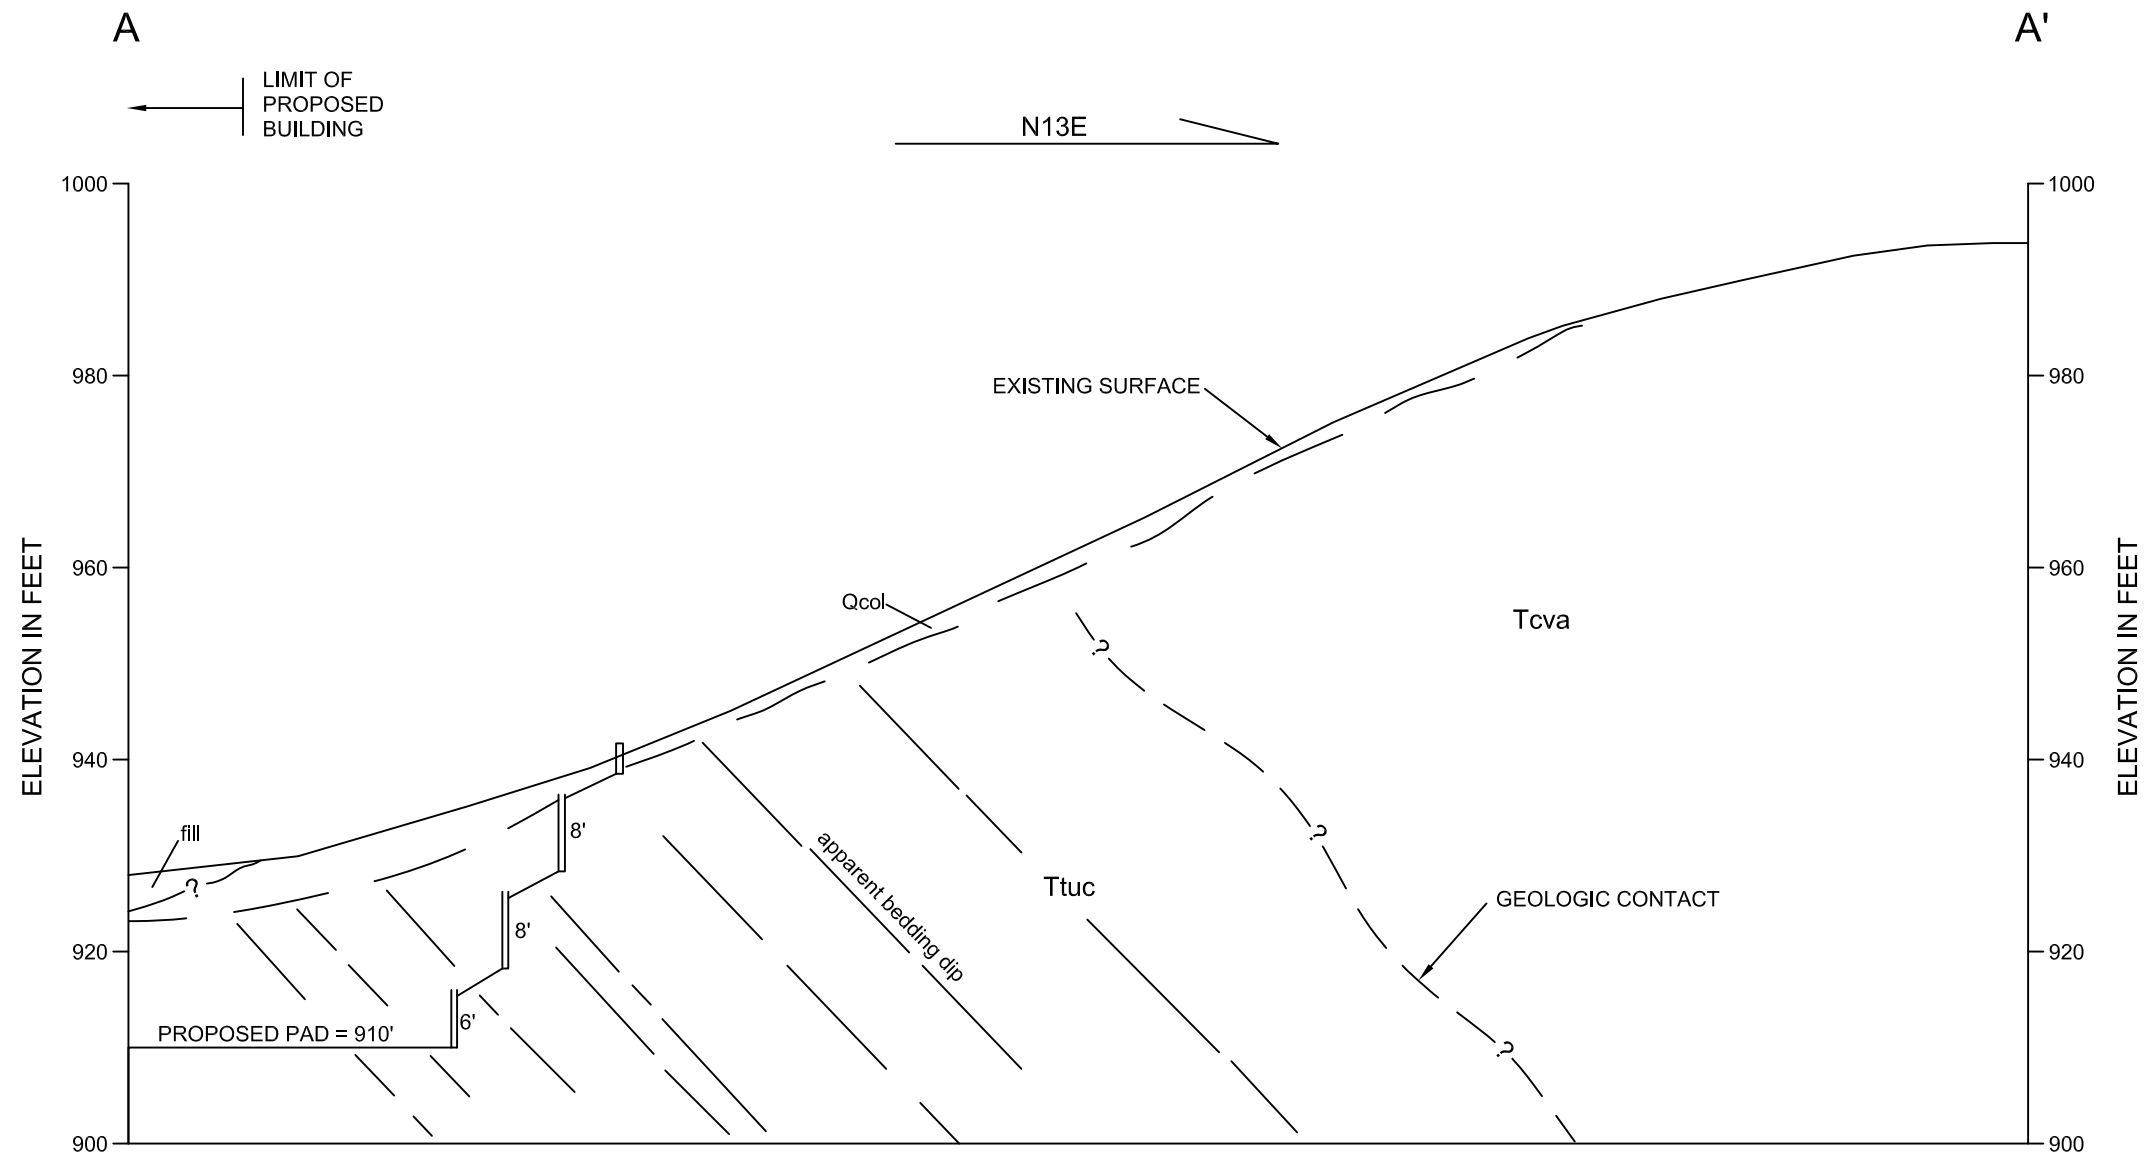 A
A'
LIMIT OF
PROPOSED
BUILDING
N13E
1000
1000
980
980
EXISTING SURFACE
960
960
Qcol
Tcva
?
ELEVATION IN FEET
ELEVATION IN FEET
940
940
fill
8'
?
?
apparent bedding dip
Ttuc
GEOLOGIC CONTACT
8'
920
920
6'
PROPOSED PAD = 910'
?
900
900